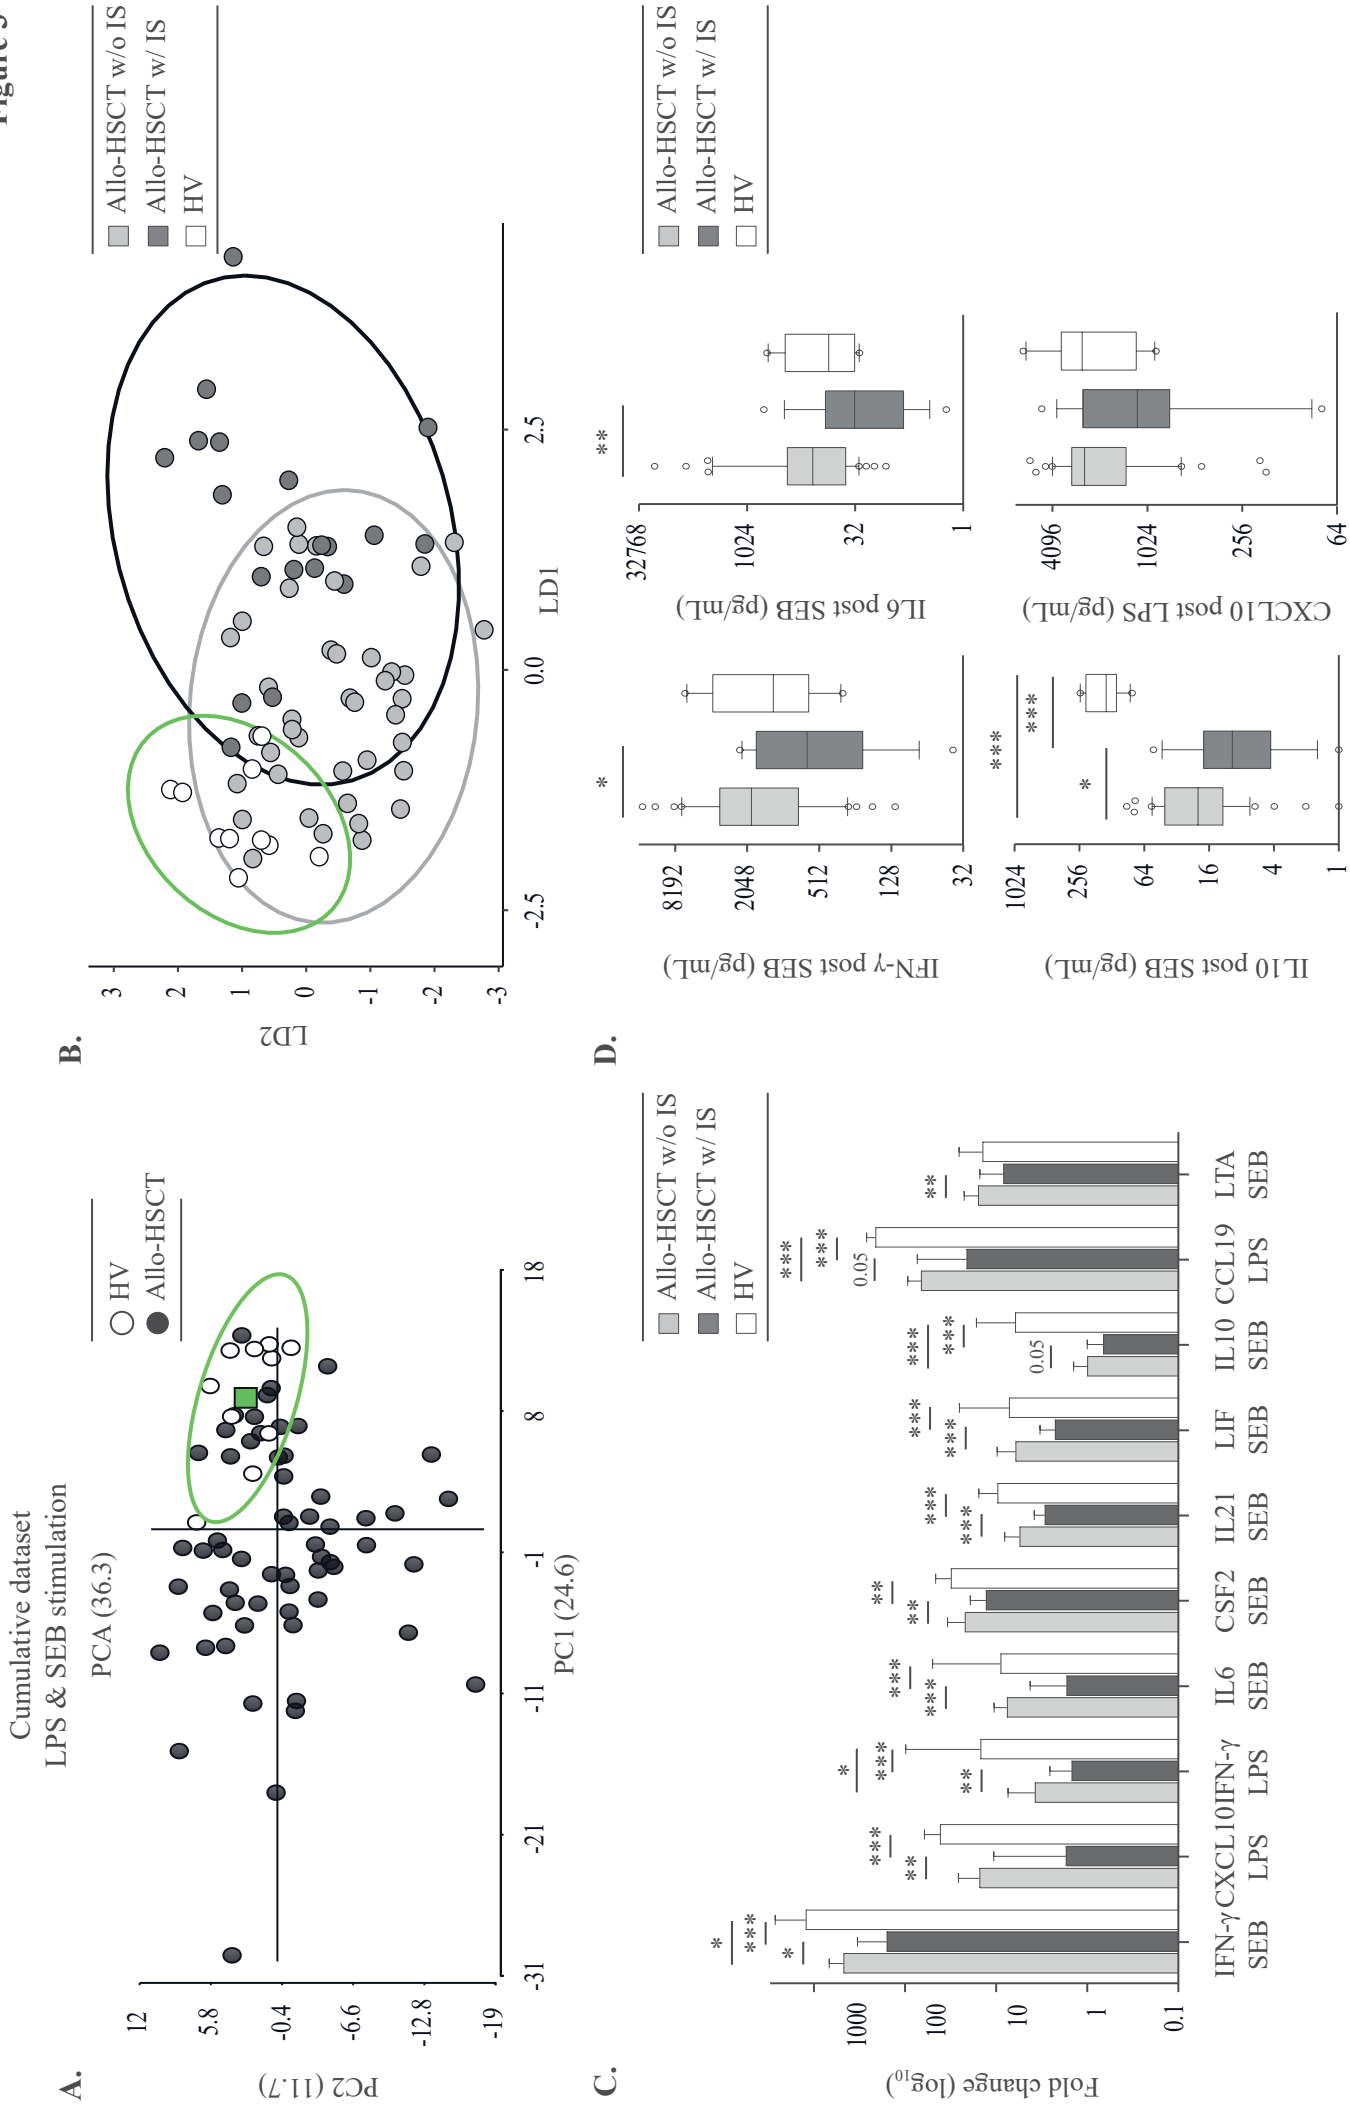 Figure 5
A.
Cumulative dataset
LPS & SEB stimulation
PCA (36.3)
HV
Allo-HSCT
PC2 (11.7)
12
5.8
-0.4
-6.6
-12.8
-19
-31
-21
-11
-1
8
18
PC1 (24.6)
B.
Allo-HSCT w/o IS
Allo-HSCT w/ IS
HV
LD2
3
2
1
0
-1
-2
-3
-2.5
0.0
2.5
LD1
C.
Allo-HSCT w/o IS
Allo-HSCT w/ IS
HV
Fold change (log10)
1000
100
10
1
0.1
*
***
*
***
**
*
***
**
***
***
**
**
***
***
***
***
***
***
0.05
***
***
0.05
**
IFN-γ CXCL10 IFN-γ IL6 CSF2 IL21 LIF IL10 CCL19 LTA
SEB LPS LPS SEB SEB SEB SEB SEB LPS SEB
D.
Allo-HSCT w/o IS
Allo-HSCT w/ IS
HV
IFN-γ post SEB (pg/mL)
8192
2048
512
128
32
*
IL6 post SEB (pg/mL)
32768
1024
32
1
**
IL10 post SEB (pg/mL)
1024
256
64
16
4
1
***
***
*
CXCL10 post LPS (pg/mL)
4096
1024
256
64